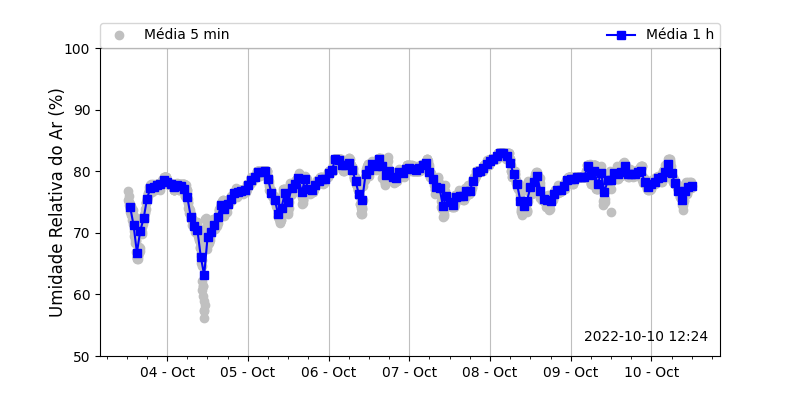 Média 5 min
Média 1 h
Umidade Relativa do Ar (%)
100
90
80
70
60
50
2022-10-10 12:24
04 - Oct
05 - Oct
06 - Oct
07 - Oct
08 - Oct
09 - Oct
10 - Oct